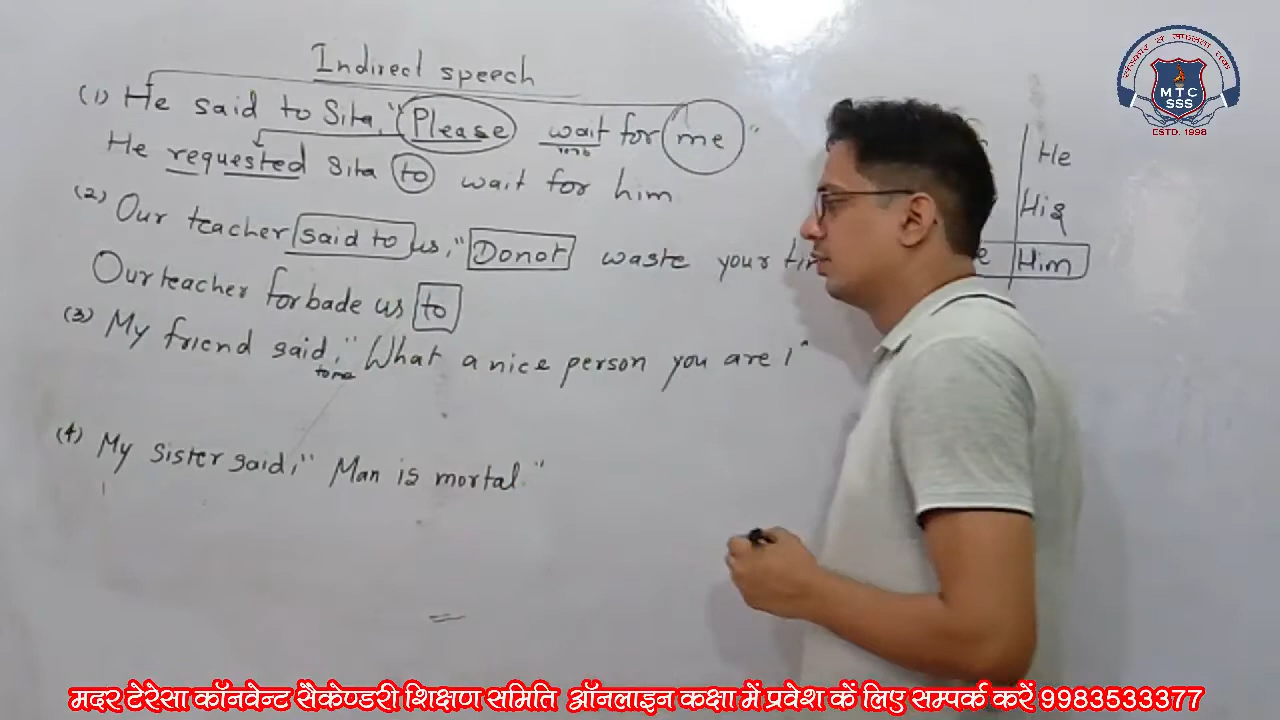 Indirect speech
(1) He said to Sita, "Please wait for me"
verb
He requested Sita to wait for him
(2) Our teacher said to us, "Donot waste your
Our teacher forbade us to
(3) My friend said, "What a nice person you are !"
to me
(4) My sister said, " Man is mortal."
He
His
Him
MTC
SSS
ESTD. 1998
मदर टेरेसा कॉनवेन्ट सैकेण्डरी शिक्षण समिति ऑनलाइन कक्षा में प्रवेश कें लिए सम्पर्क करें 9983533377